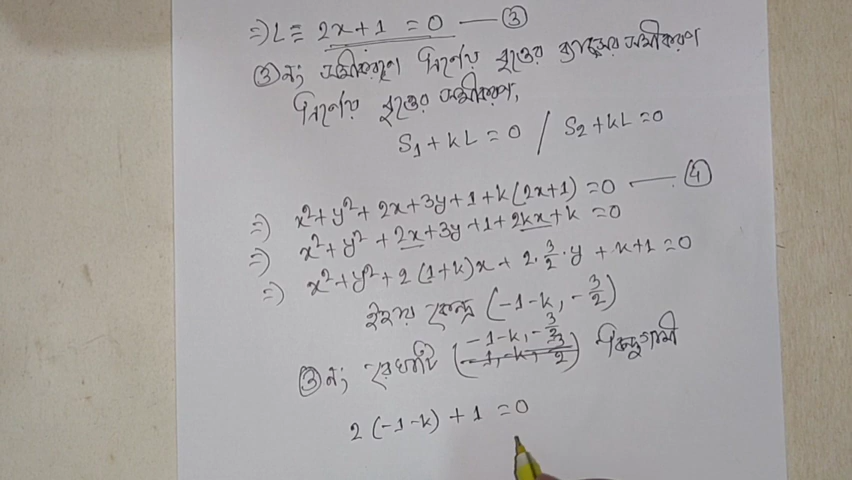 ⇒ L ≡ 2x + 1 = 0 —— ③
③ নং সমীকরণ নির্ণেয় বৃত্তের ব্যাসের সমীকরণ
নির্ণেয় বৃত্তের সমীকরণ,
S₁ + kL = 0 / S₂ + kL = 0
⇒ x² + y² + 2x + 3y + 1 + k(2x+1) = 0 —— ④
⇒ x² + y² + 2x + 3y + 1 + 2kx + k = 0
⇒ x² + y² + 2(1+k)x + 2·3/2·y + k + 1 = 0
ইহার কেন্দ্র (-1-k, -3/2)
③ নং রেখাটি (-1-k, -3/2) বিন্দুগামী
2(-1-k) + 1 = 0